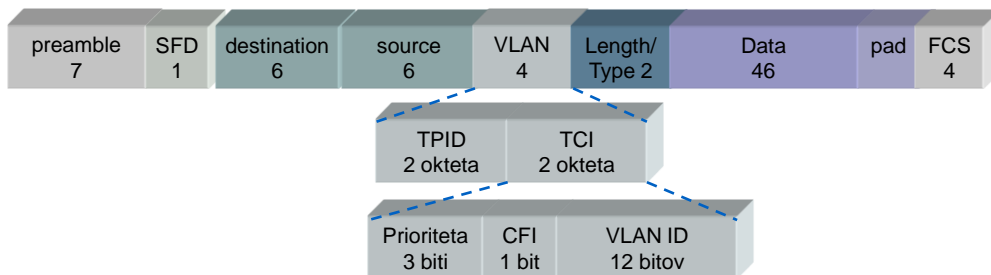 preamble
7
SFD
1
destination
6
source
6
VLAN
4
Length/
Type 2
Data
46
pad
FCS
4
TPID
2 okteta
TCI
2 okteta
Prioriteta
3 biti
CFI
1 bit
VLAN ID
12 bitov